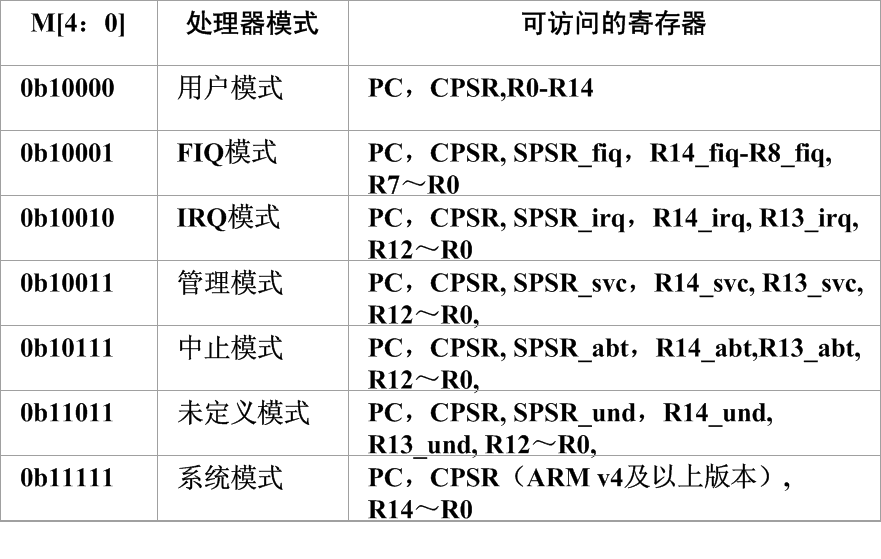 M[4：0] 处理器模式 可访问的寄存器
0b10000 用户模式 PC，CPSR,R0-R14
0b10001 FIQ模式 PC，CPSR, SPSR_fiq，R14_fiq-R8_fiq,
R7～R0
0b10010 IRQ模式 PC，CPSR, SPSR_irq，R14_irq, R13_irq,
R12～R0
0b10011 管理模式 PC，CPSR, SPSR_svc，R14_svc, R13_svc,
R12～R0,
0b10111 中止模式 PC，CPSR, SPSR_abt，R14_abt,R13_abt,
R12～R0,
0b11011 未定义模式 PC，CPSR, SPSR_und，R14_und,
R13_und, R12～R0,
0b11111 系统模式 PC，CPSR（ARM v4及以上版本）,
R14～R0